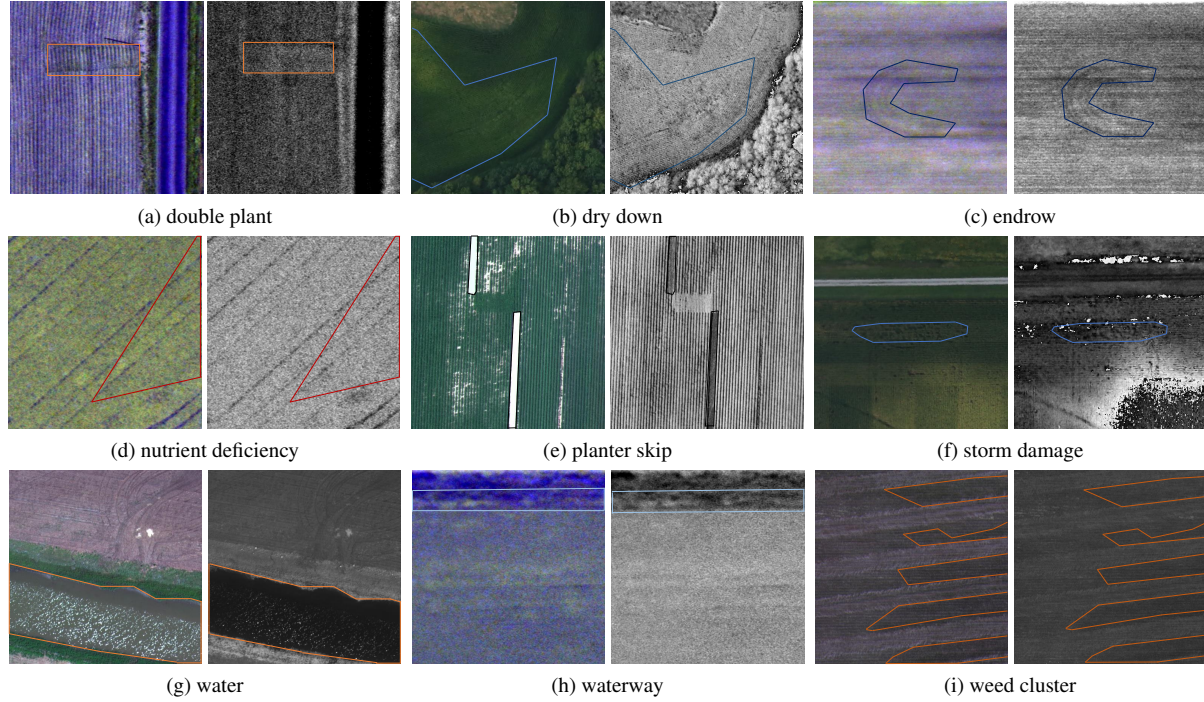 (a) double plant
(b) dry down
(c) endrow
(d) nutrient deficiency
(e) planter skip
(f) storm damage
(g) water
(h) waterway
(i) weed cluster